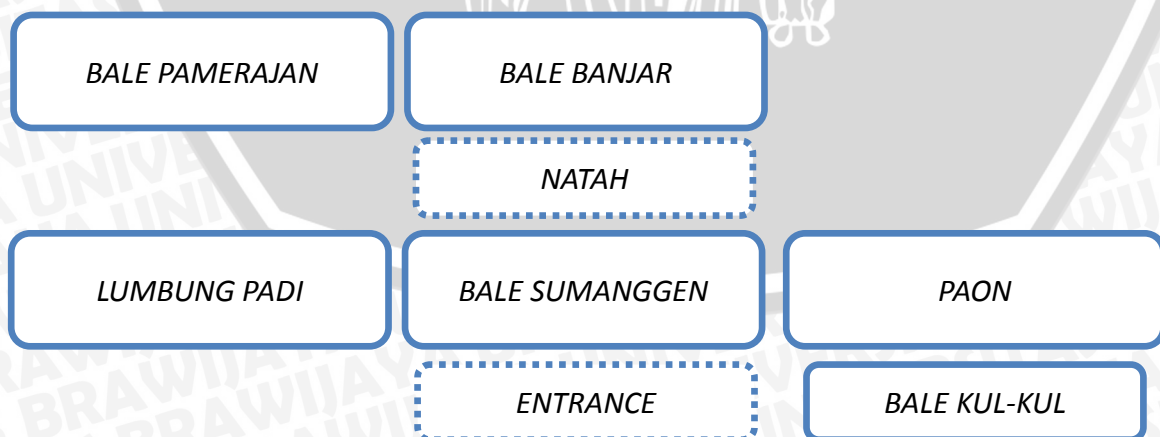 BALE PAMERAJAN
BALE BANJAR
NATAH
LUMBUNG PADI
BALE SUMANGGEN
PAON
ENTRANCE
BALE KUL-KUL